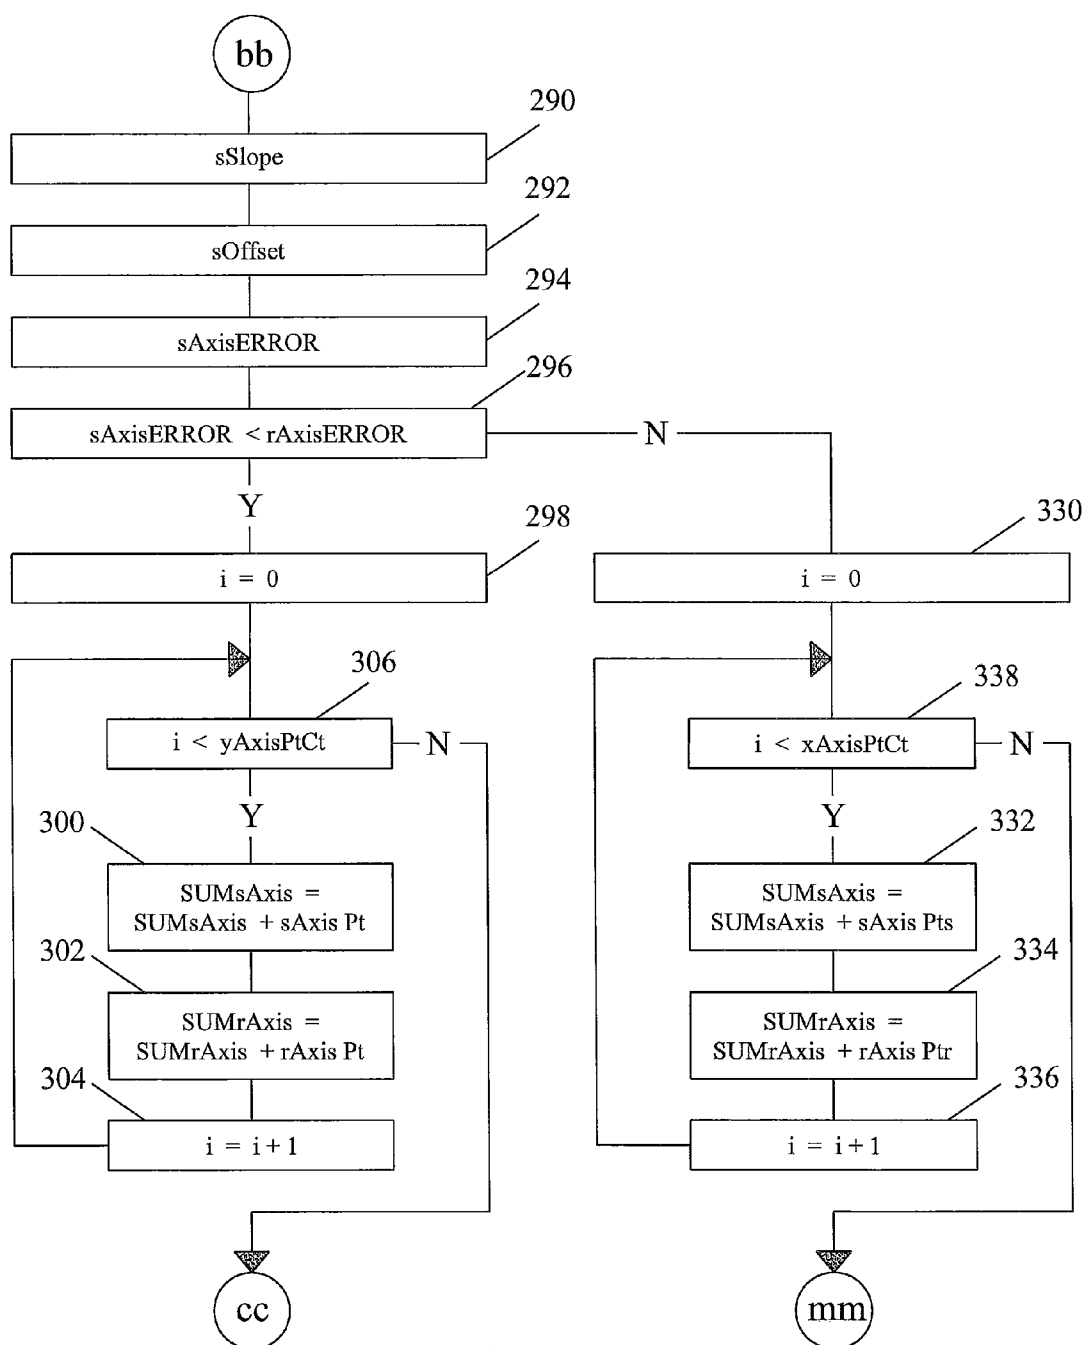 bb
290
sSlope
292
sOffset
294
sAxisERROR
296
sAxisERROR < rAxisERROR
N
Y
298
330
i = 0
i = 0
306
338
i < yAxisPtCt
N
i < xAxisPtCt
N
Y
Y
300
332
SUMsAxis =
SUMsAxis + sAxis Pt
SUMsAxis =
SUMsAxis + sAxis Pts
302
334
SUMrAxis =
SUMrAxis + rAxis Pt
SUMrAxis =
SUMrAxis + rAxis Ptr
304
336
i = i+1
i = i+1
cc
mm